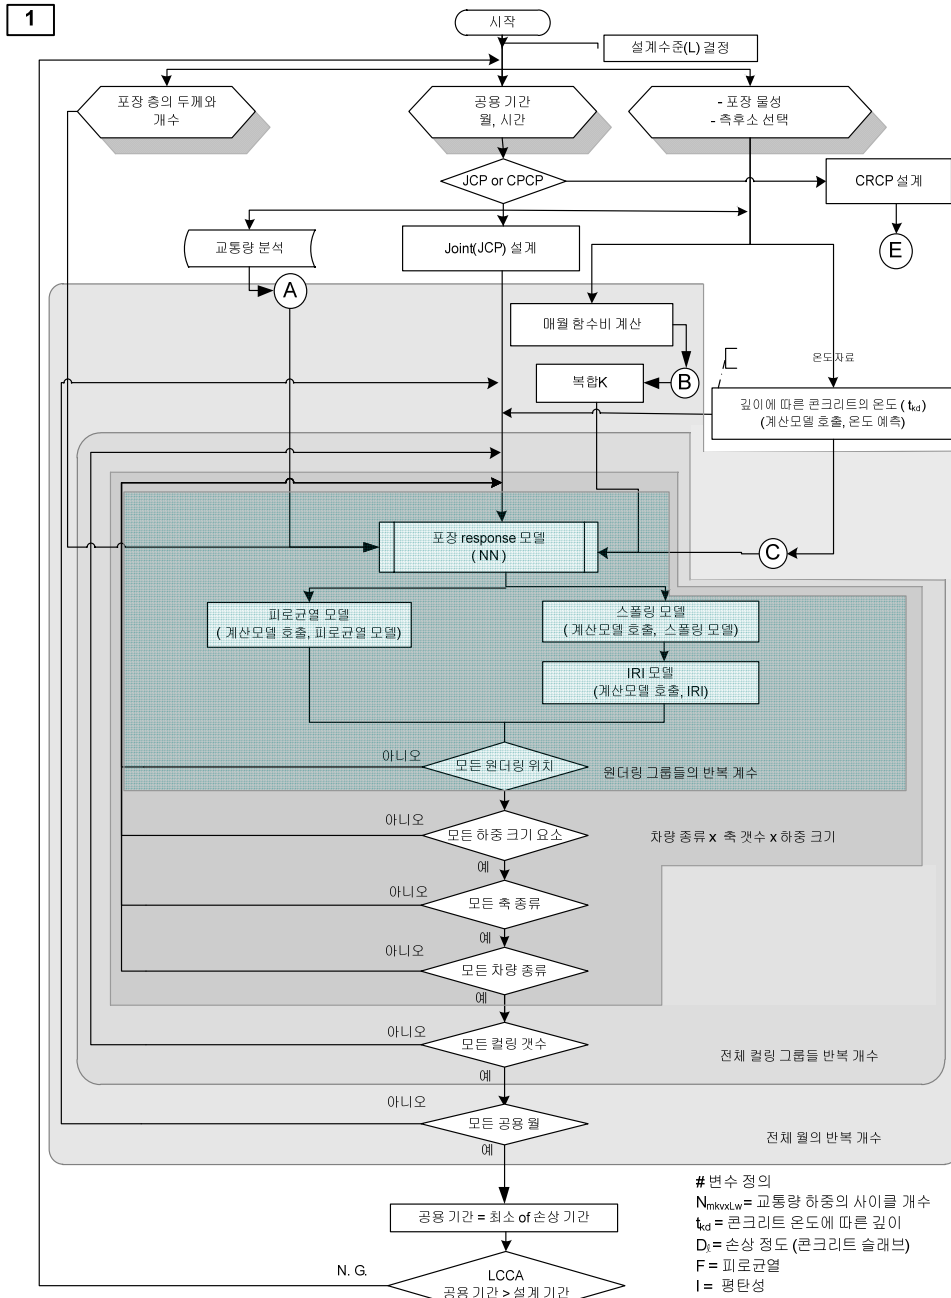 1
시작
설계수준(L) 결정
포장 층의 두께와
개수
공용 기간
월, 시간
- 포장 물성
- 측후소 선택
JCP or CPCP
CRCP 설계
교통량 분석
Joint(JCP) 설계
E
A
매월 함수비 계산
온도자료
복합K
B
깊이에 따른 콘크리트의 온도 ( tkd)
(계산모델 호출, 온도 예측)
포장 response 모델
( NN)
C
피로균열 모델
( 계산모델 호출, 피로균열 모델)
스폴링 모델
( 계산모델 호출, 스폴링 모델)
IRI 모델
(계산모델 호출, IRI)
아니오
모든 원더링 위치
원더링 그룹들의 반복 계수
아니오
모든 하중 크기 요소
차량 종류 x 축 갯수 x 하중 크기
예
아니오
모든 축 종류
예
아니오
모든 차량 종류
예
아니오
모든 컬링 갯수
전체 컬링 그룹들 반복 개수
예
아니오
모든 공용 월
전체 월의 반복 개수
예
# 변수 정의
NmkvxLw = 교통량 하중의 사이클 개수
tkd = 콘크리트 온도에 따른 깊이
Dt = 손상 정도 (콘크리트 슬래브)
F = 피로균열
I = 평탄성
공용 기간 = 최소 of 손상 기간
N. G.
LCCA
공용 기간 > 설계 기간